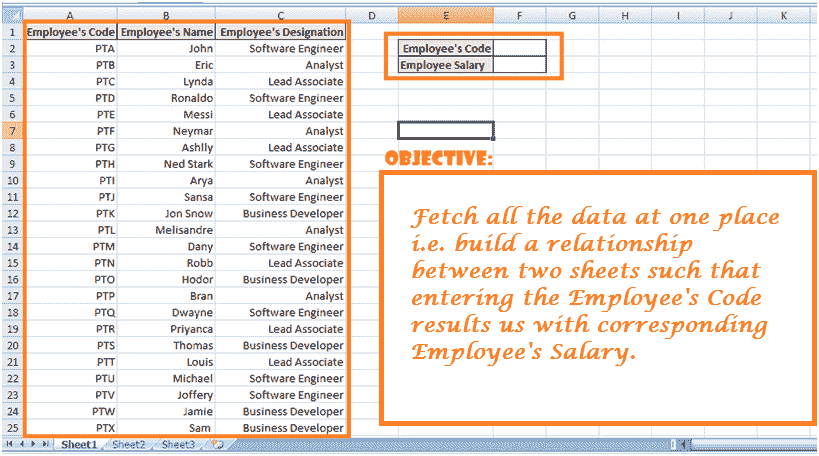 A B C D E F G H I J K
1 Employee's Code Employee's Name Employee's Designation
2 PTA John Software Engineer Employee's Code
3 PTB Eric Analyst Employee Salary
4 PTC Lynda Lead Associate
5 PTD Ronaldo Software Engineer
6 PTE Messi Lead Associate
7 PTF Neymar Analyst
8 PTG Ashlly Lead Associate
OBJECTIVE:
9 PTH Ned Stark Software Engineer
10 PTI Arya Analyst
11 PTJ Sansa Software Engineer
12 PTK Jon Snow Business Developer
13 PTL Melisandre Analyst
14 PTM Dany Software Engineer
15 PTN Robb Lead Associate
16 PTO Hodor Business Developer
17 PTP Bran Analyst
18 PTQ Dwayne Software Engineer
19 PTR Priyanca Lead Associate
20 PTS Thomas Business Developer
21 PTT Louis Lead Associate
22 PTU Michael Software Engineer
23 PTV Joffery Software Engineer
24 PTW Jamie Business Developer
25 PTX Sam Business Developer
Fetch all the data at one place
i.e. build a relationship
between two sheets such that
entering the Employee's Code
results us with corresponding
Employee's Salary.
Sheet1 Sheet2 Sheet3